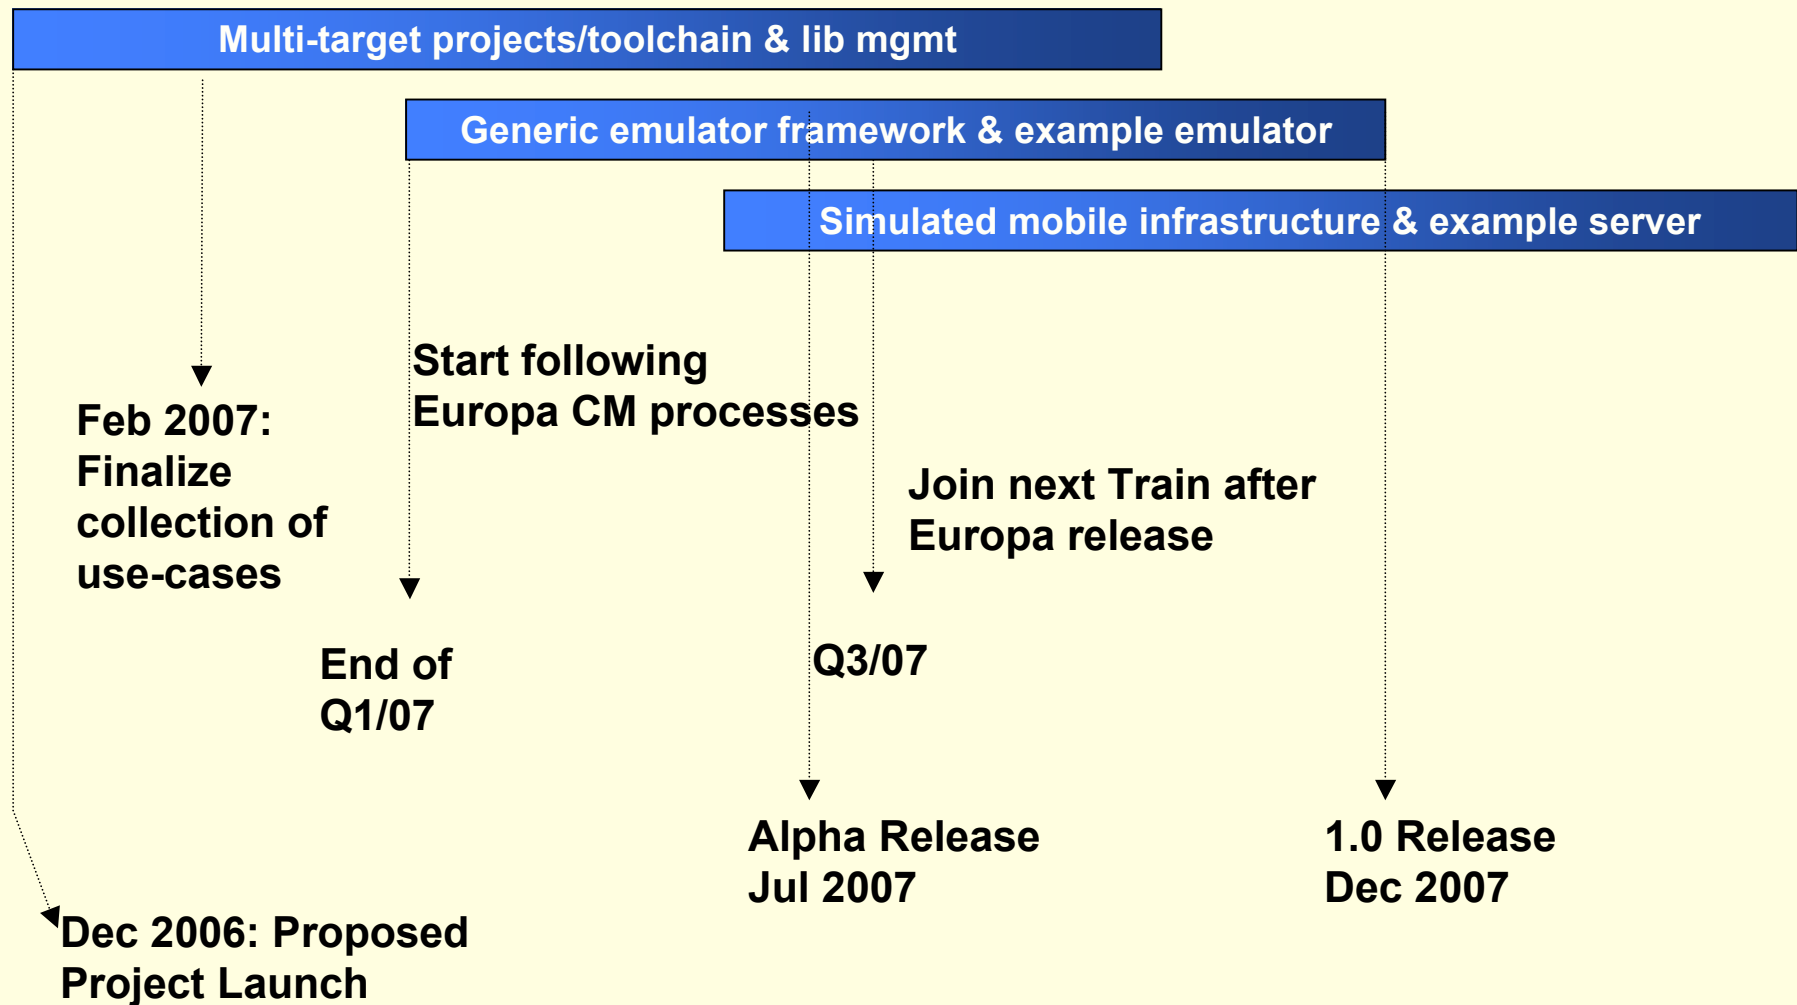 Multi-target projects/toolchain & lib mgmt
Generic emulator framework & example emulator
Simulated mobile infrastructure & example server
Start following
Europa CM processes
Feb 2007:
Finalize
collection of
use-cases
Join next Train after
Europa release
End of
Q1/07
Q3/07
Alpha Release
Jul 2007
1.0 Release
Dec 2007
Dec 2006: Proposed
Project Launch